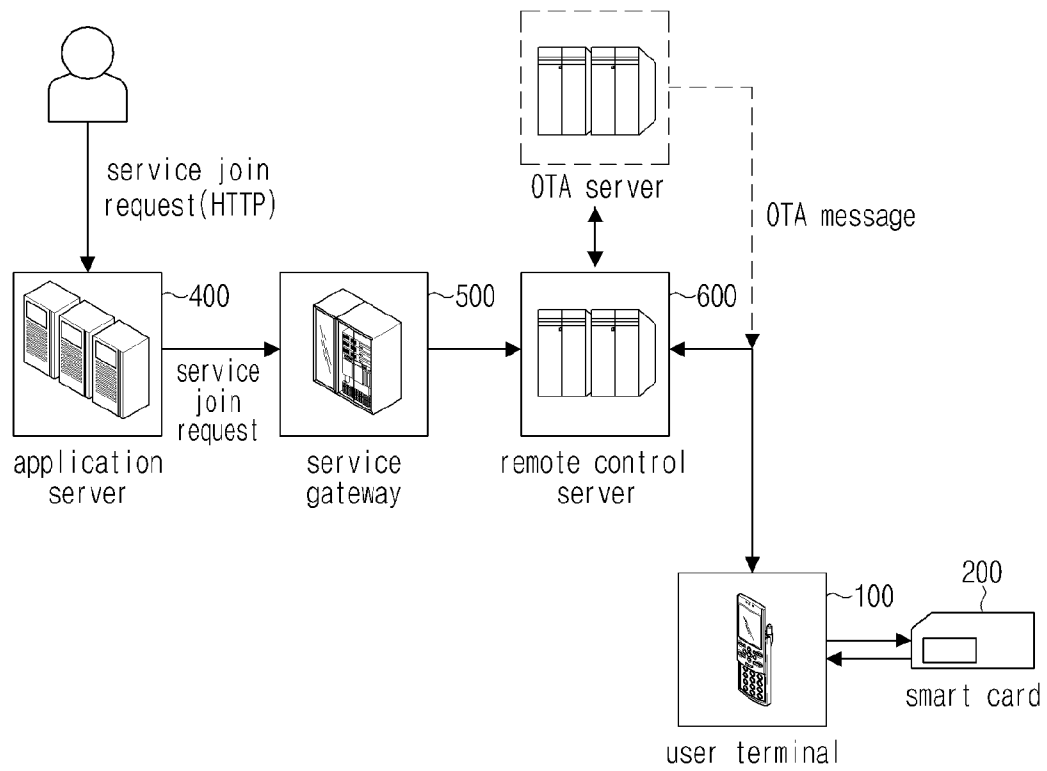 service join
request(HTTP)
OTA server
OTA message
400
500
600
service
join
request
application
server
service
gateway
remote control
server
100
200
smart card
user terminal